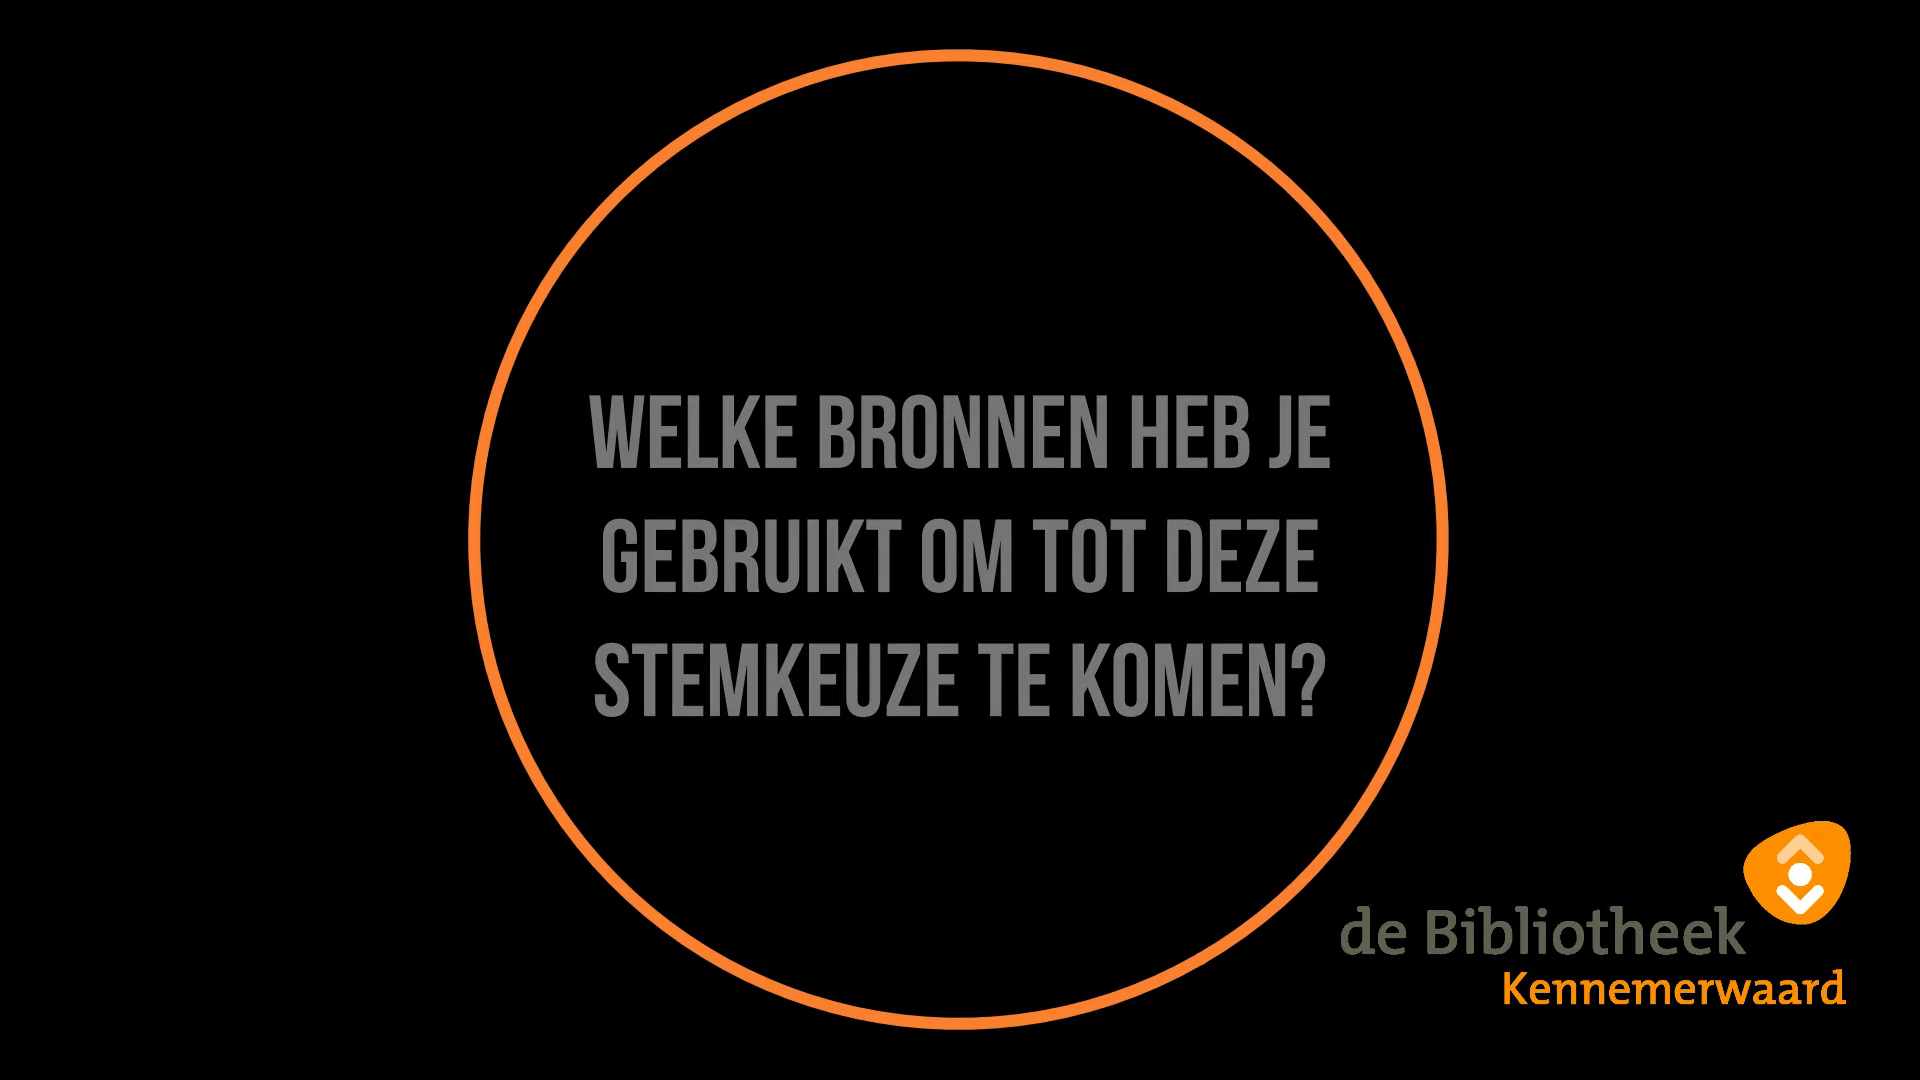 WELKE BRONNEN HEB JE
GEBRUIKT OM TOT DEZE
STEMKEUZE TE KOMEN?
de Bibliotheek
Kennemerwaard